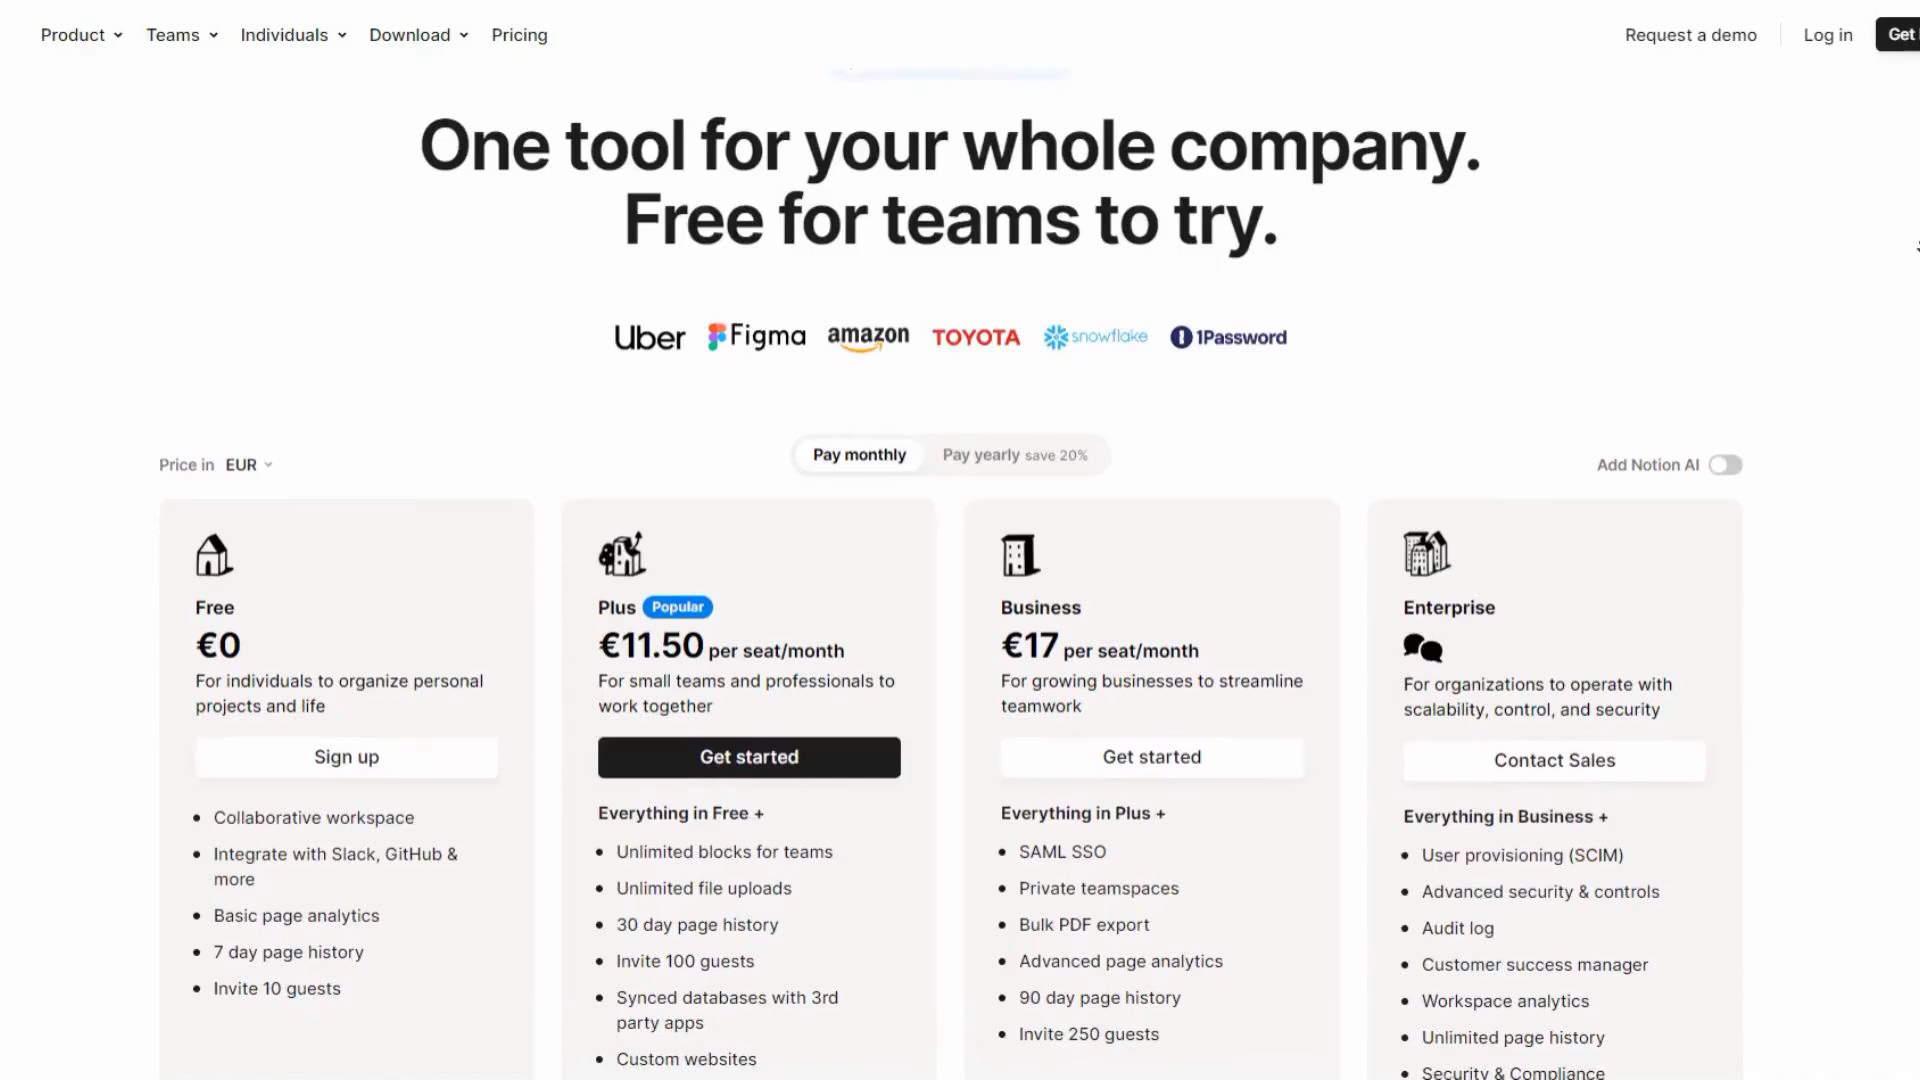 Product Teams Individuals Download Pricing Request a demo Log in Get
One tool for your whole company.
Free for teams to try.
Uber Figma amazon TOYOTA snowflake 1Password
Price in EUR Pay monthly Pay yearly save 20% Add Notion AI
Free
€0
For individuals to organize personal
projects and life
Sign up
• Collaborative workspace
• Integrate with Slack, GitHub &
more
• Basic page analytics
• 7 day page history
• Invite 10 guests
Plus Popular
€11.50 per seat/month
For small teams and professionals to
work together
Get started
Everything in Free +
• Unlimited blocks for teams
• Unlimited file uploads
• 30 day page history
• Invite 100 guests
• Synced databases with 3rd
party apps
• Custom websites
Business
€17 per seat/month
For growing businesses to streamline
teamwork
Get started
Everything in Plus +
• SAML SSO
• Private teamspaces
• Bulk PDF export
• Advanced page analytics
• 90 day page history
• Invite 250 guests
Enterprise
For organizations to operate with
scalability, control, and security
Contact Sales
Everything in Business +
• User provisioning (SCIM)
• Advanced security & controls
• Audit log
• Customer success manager
• Workspace analytics
• Unlimited page history
• Security & Compliance